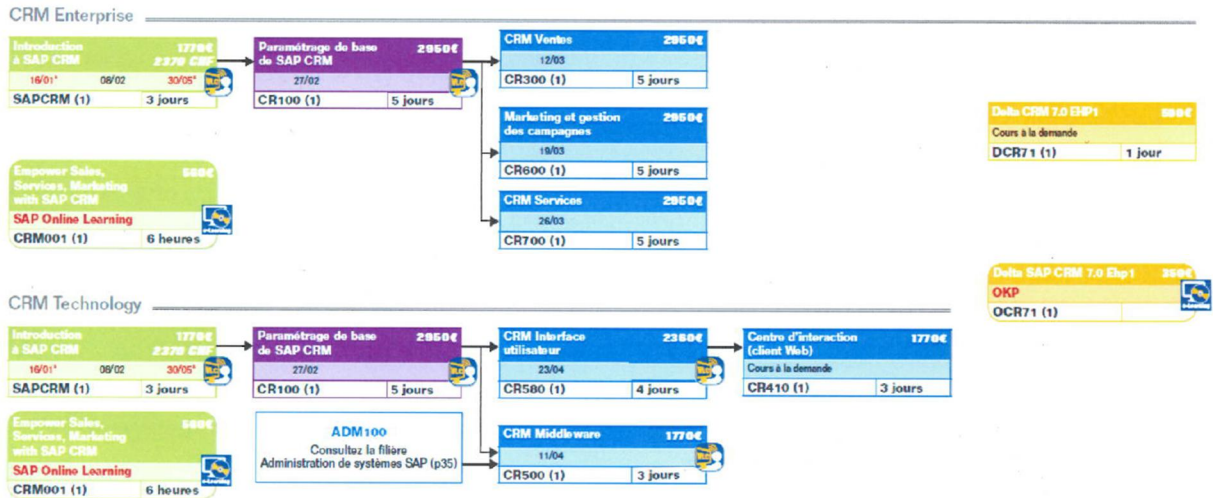 CRM Enterprise
Introduction 1770€
à SAP CRM 2370 CHF
16/01* 08/02 30/05*
SAPCRM (1) 3 jours
Paramétrage de base 2950€
de SAP CRM
27/02
CR100 (1) 5 jours
CRM Ventes 2950€
12/03
CR300 (1) 5 jours
Marketing et gestion 2950€
des campagnes
19/03
CR600 (1) 5 jours
CRM Services 2950€
26/03
CR700 (1) 5 jours
Delta CRM 7.0 EHP1
Cours à la demande
DCR71 (1) 1 jour
Empower Sales,
Services, Marketing
with SAP CRM
SAP Online Learning
CRM001 (1) 6 heures
e-Learning
Delta SAP CRM 7.0 Ehp1 350€
OKP
OCR71 (1)
e-Learning
CRM Technology
Introduction 1770€
à SAP CRM 2370 CHF
16/01* 08/02 30/05*
SAPCRM (1) 3 jours
Paramétrage de base 2950€
de SAP CRM
27/02
CR100 (1) 5 jours
CRM Interface
utilisateur
23/04
CR580 (1) 4 jours
Centre d'interaction 1770€
(client Web)
Cours à la demande
CR410 (1) 3 jours
Empower Sales,
Services, Marketing
with SAP CRM
SAP Online Learning
CRM001 (1) 6 heures
e-Learning
ADM100
Consultez la filière
Administration de systèmes SAP (p35)
CRM Middleware 1770€
11/04
CR500 (1) 3 jours